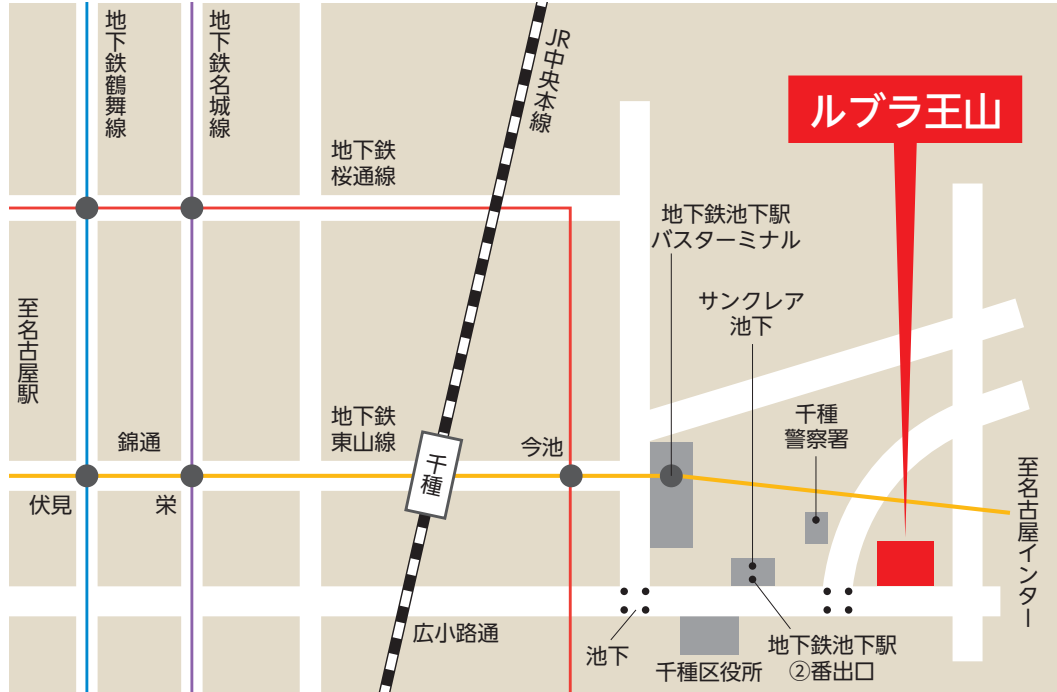 地下鉄鶴舞線
地下鉄名城線
JR中央本線
ルブラ王山
地下鉄
桜通線
地下鉄池下駅
バスターミナル
サンクレア
池下
至名古屋駅
地下鉄
東山線
千種
警察署
錦通
今池
千種
至名古屋インター
伏見
栄
広小路通
池下
千種区役所
地下鉄池下駅
②番出口